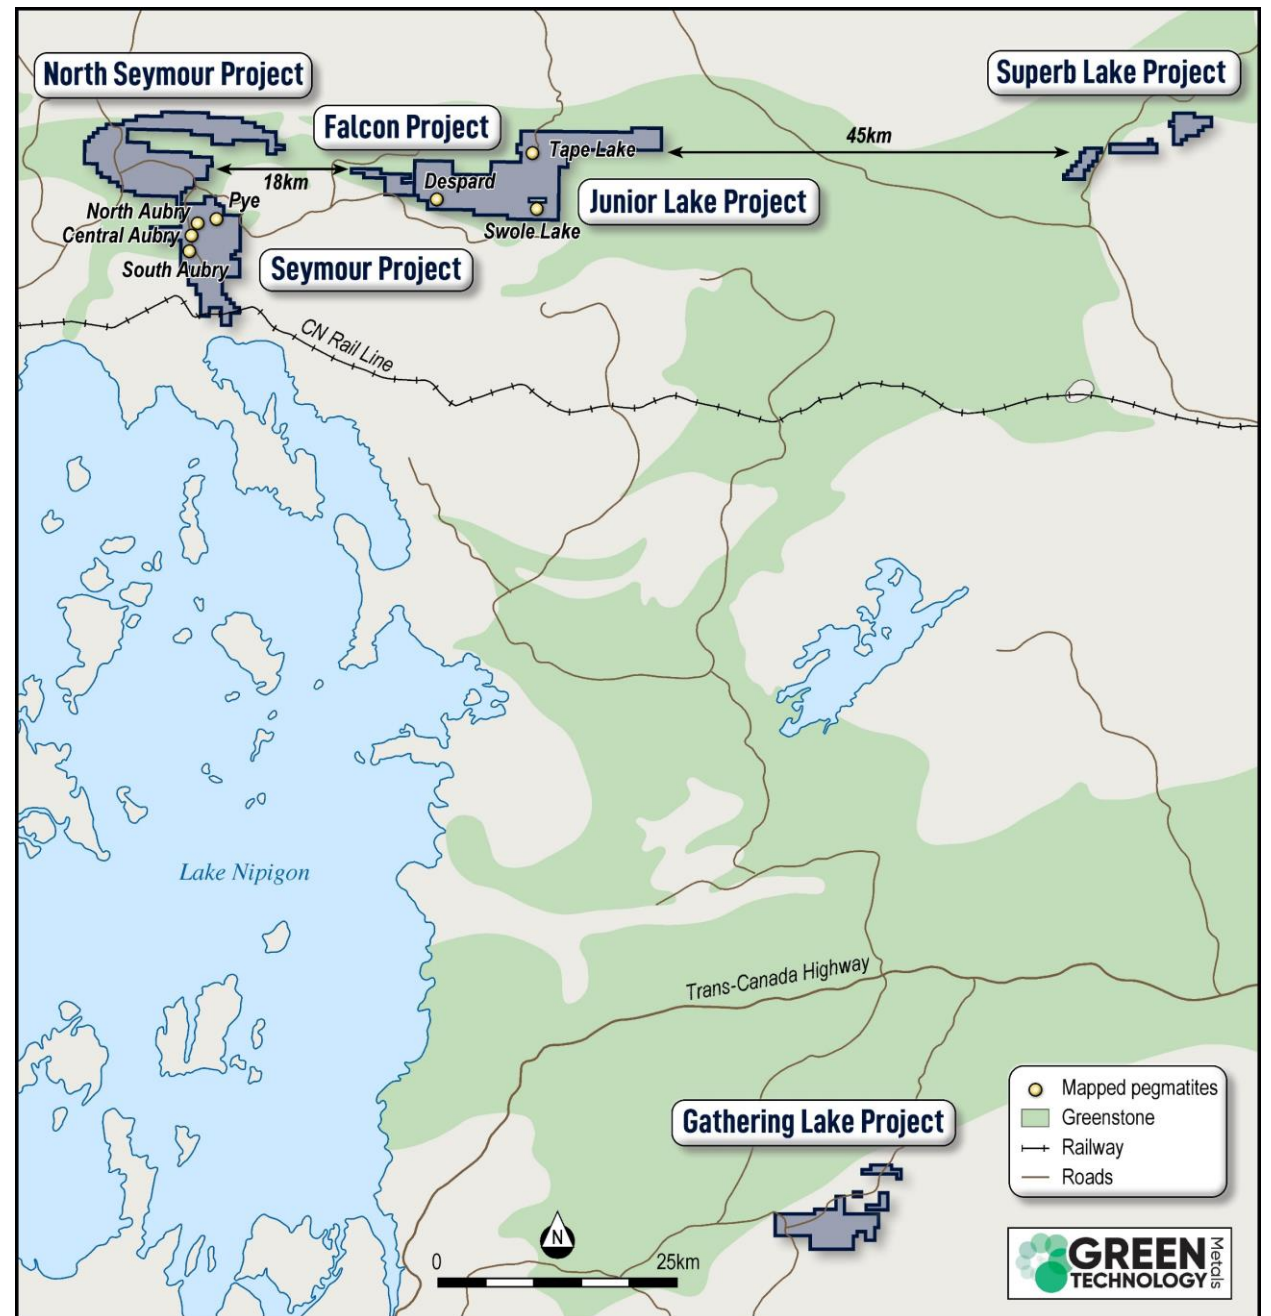 North Seymour Project
Superb Lake Project
Falcon Project
Tape Lake
45km
18km
Despard
Junior Lake Project
North Aubry
Pye
Swole Lake
Central Aubry
South Aubry
Seymour Project
CN Rail Line
Lake Nipigon
Trans-Canada Highway
Gathering Lake Project
Mapped pegmatites
Greenstone
Railway
Roads
N
0
25km
GREEN
TECHNOLOGY
Metals